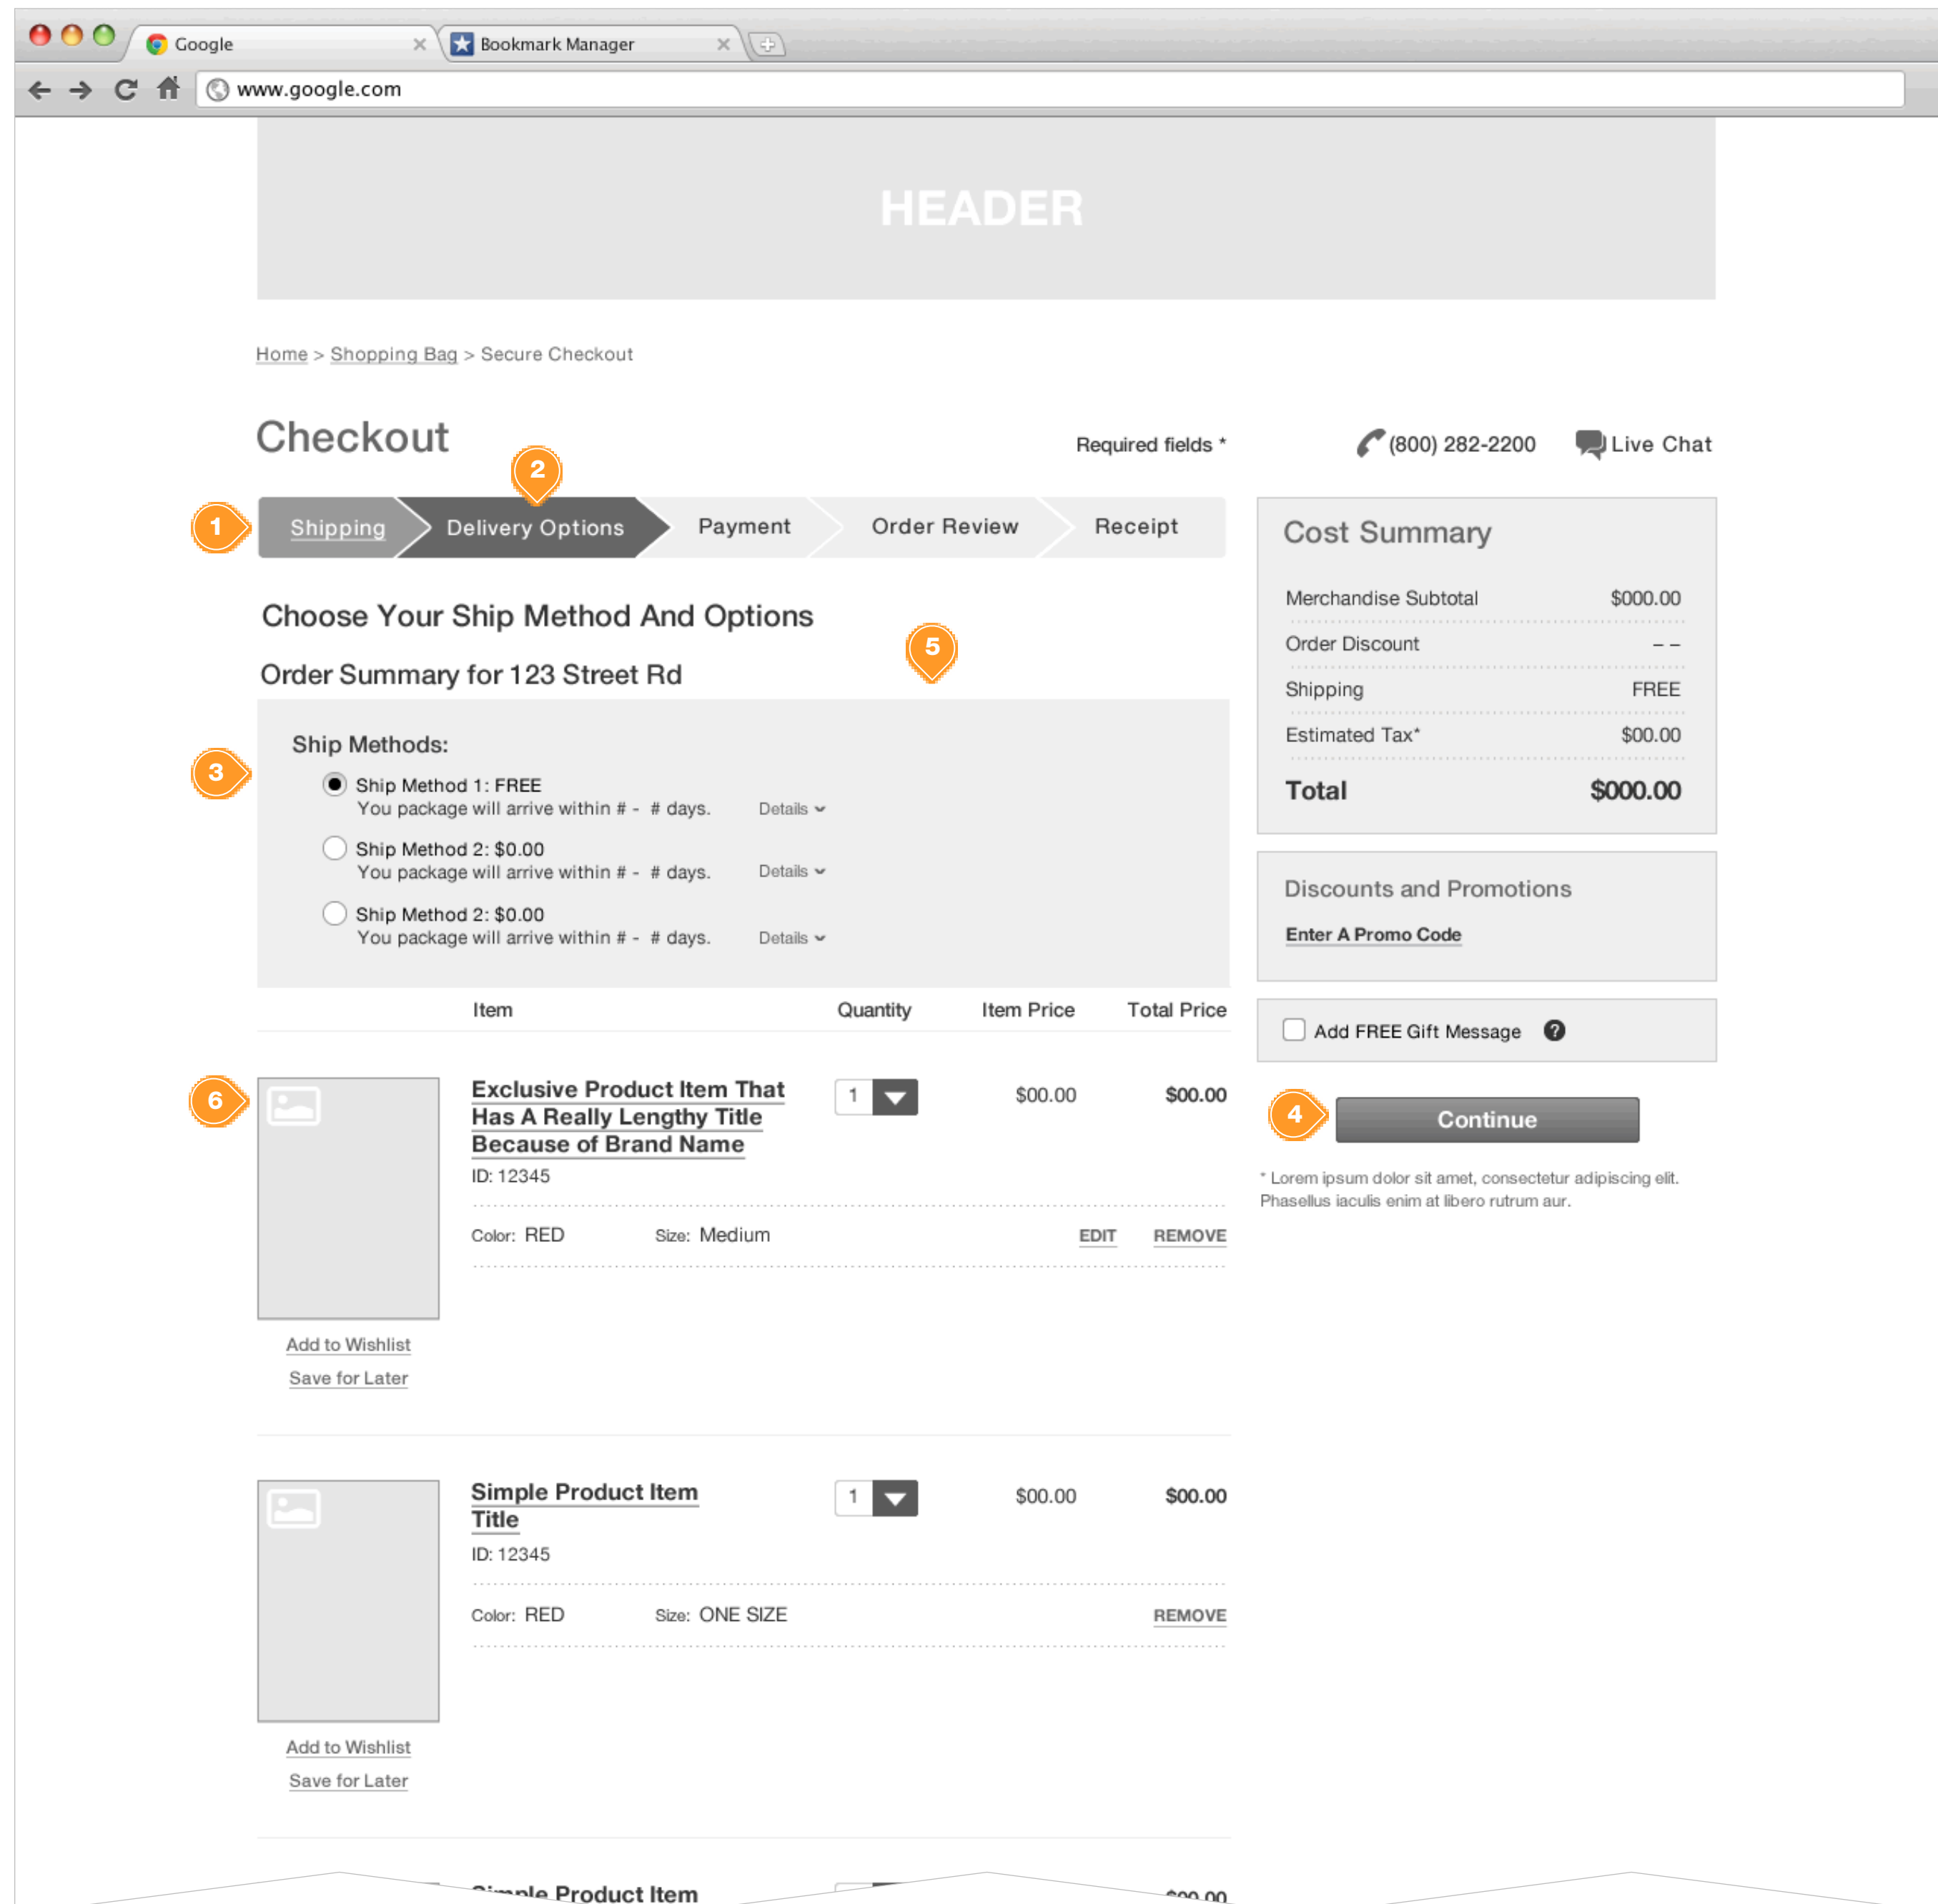 Google
Bookmark Manager
www.google.com
HEADER
Home > Shopping Bag > Secure Checkout
Checkout
Required fields *
(800) 282-2200
Live Chat
2
1
Shipping
Delivery Options
Payment
Order Review
Receipt
Choose Your Ship Method And Options
5
Order Summary for 123 Street Rd
3
Ship Methods:
Ship Method 1: FREE
You package will arrive within # - # days. Details
Ship Method 2: $0.00
You package will arrive within # - # days. Details
Ship Method 2: $0.00
You package will arrive within # - # days. Details
Cost Summary
Merchandise Subtotal $000.00
Order Discount – –
Shipping FREE
Estimated Tax* $00.00
Total $000.00
Discounts and Promotions
Enter A Promo Code
Add FREE Gift Message ?
4
Continue
* Lorem ipsum dolor sit amet, consectetur adipiscing elit.
Phasellus iaculis enim at libero rutrum aur.
Item Quantity Item Price Total Price
6
Exclusive Product Item That
Has A Really Lengthy Title
Because of Brand Name
1 $00.00 $00.00
ID: 12345
Color: RED Size: Medium EDIT REMOVE
Add to Wishlist
Save for Later
Simple Product Item
Title
1 $00.00 $00.00
ID: 12345
Color: RED Size: ONE SIZE REMOVE
Add to Wishlist
Save for Later
Simple Product Item
$00.00